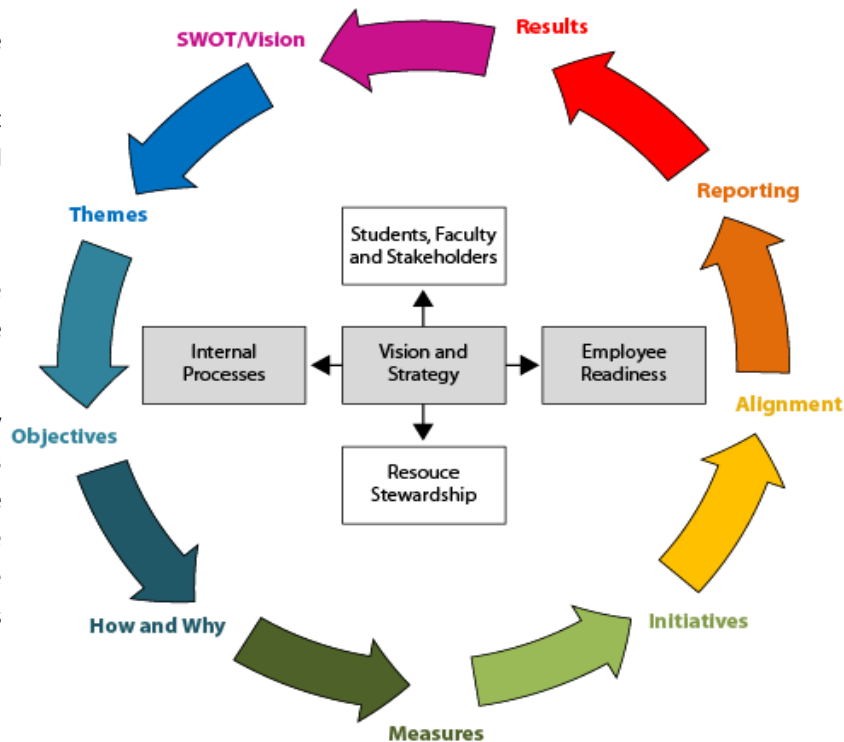 Results
SWOT/Vision
Themes
Objectives
How and Why
Measures
Initiatives
Alignment
Reporting
Students, Faculty
and Stakeholders
Internal
Processes
Vision and
Strategy
Employee
Readiness
Resouce
Stewardship